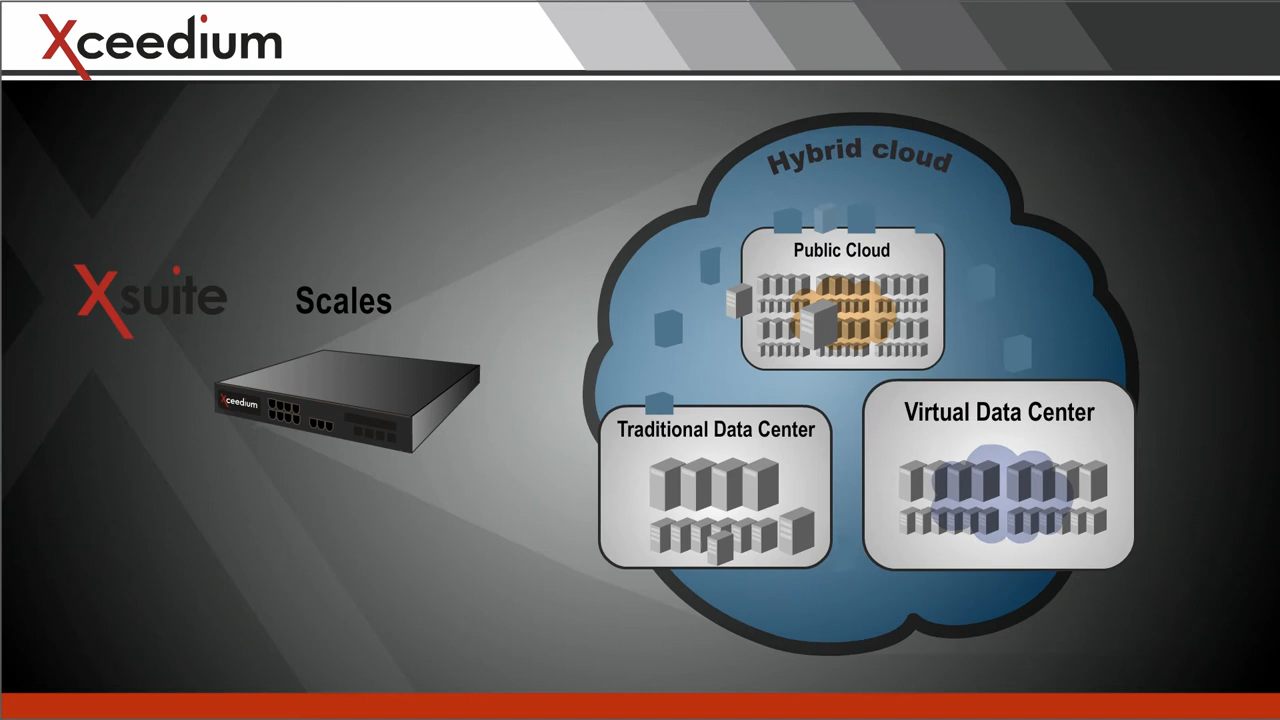 Xceedium
Hybrid cloud
Public Cloud
Xsuite Scales
Xceedium
Traditional Data Center
Virtual Data Center